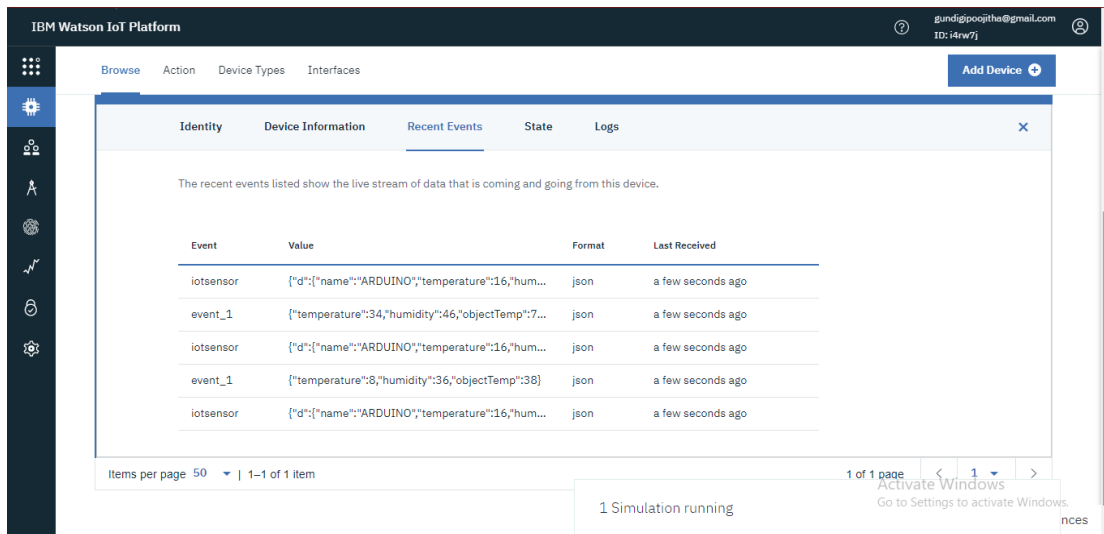 IBM Watson IoT Platform
gundigipoojitha@gmail.com
ID: i4rw7j
Browse Action Device Types Interfaces
Add Device
Identity Device Information Recent Events State Logs
The recent events listed show the live stream of data that is coming and going from this device.
Event Value Format Last Received
iotsensor {"d":{"name":"ARDUINO","temperature":16,"hum... json a few seconds ago
event_1 {"temperature":34,"humidity":46,"objectTemp":7... json a few seconds ago
iotsensor {"d":{"name":"ARDUINO","temperature":16,"hum... json a few seconds ago
event_1 {"temperature":8,"humidity":36,"objectTemp":38} json a few seconds ago
iotsensor {"d":{"name":"ARDUINO","temperature":16,"hum... json a few seconds ago
Items per page 50 | 1–1 of 1 item
1 of 1 page 1
Activate Windows
Go to Settings to activate Windows.
1 Simulation running
nces